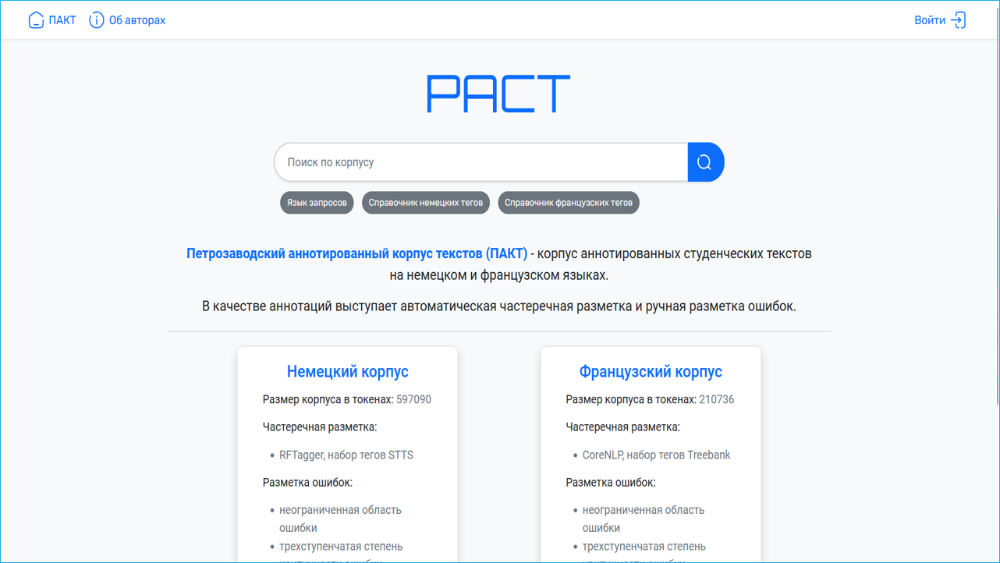 ПАКТ Об авторах Войти
PACT
Поиск по корпусу
Язык запросов Справочник немецких тегов Справочник французских тегов
Петрозаводский аннотированный корпус текстов (ПАКТ) - корпус аннотированных студенческих текстов
на немецком и французском языках.
В качестве аннотаций выступает автоматическая частеречная разметка и ручная разметка ошибок.
Немецкий корпус
Размер корпуса в токенах: 597090
Частеречная разметка:
• RFTagger, набор тегов STTS
Разметка ошибок:
• неограниченная область
ошибки
• трехступенчатая степень
Французский корпус
Размер корпуса в токенах: 210736
Частеречная разметка:
• CoreNLP, набор тегов Treebank
Разметка ошибок:
• неограниченная область
ошибки
• трехступенчатая степень